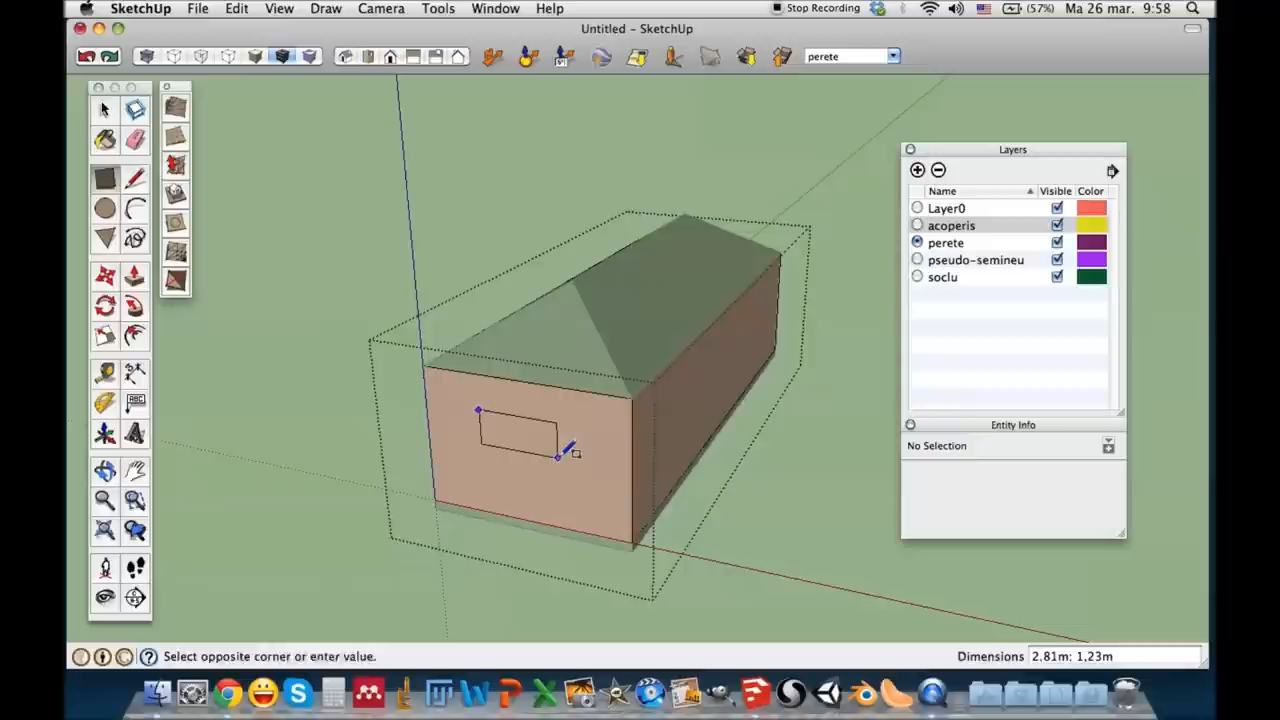 SketchUp File Edit View Draw Camera Tools Window Help Stop Recording (57%) Ma 26 mar. 9:58
Untitled - SketchUp
perete
Layers
Name Visible Color
Layer0
acoperis
perete
pseudo-semineu
soclu
Entity Info
No Selection
ABC
Select opposite corner or enter value. Dimensions 2.81m: 1,23m